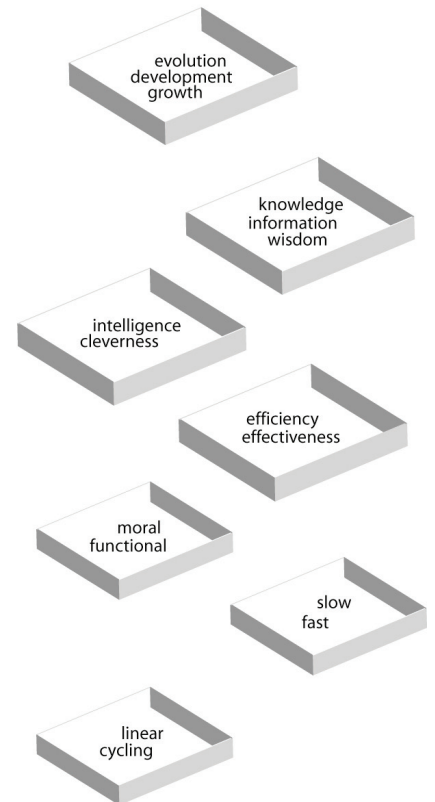 evolution
development
growth
knowledge
information
wisdom
intelligence
cleverness
efficiency
effectiveness
moral
functional
slow
fast
linear
cycling